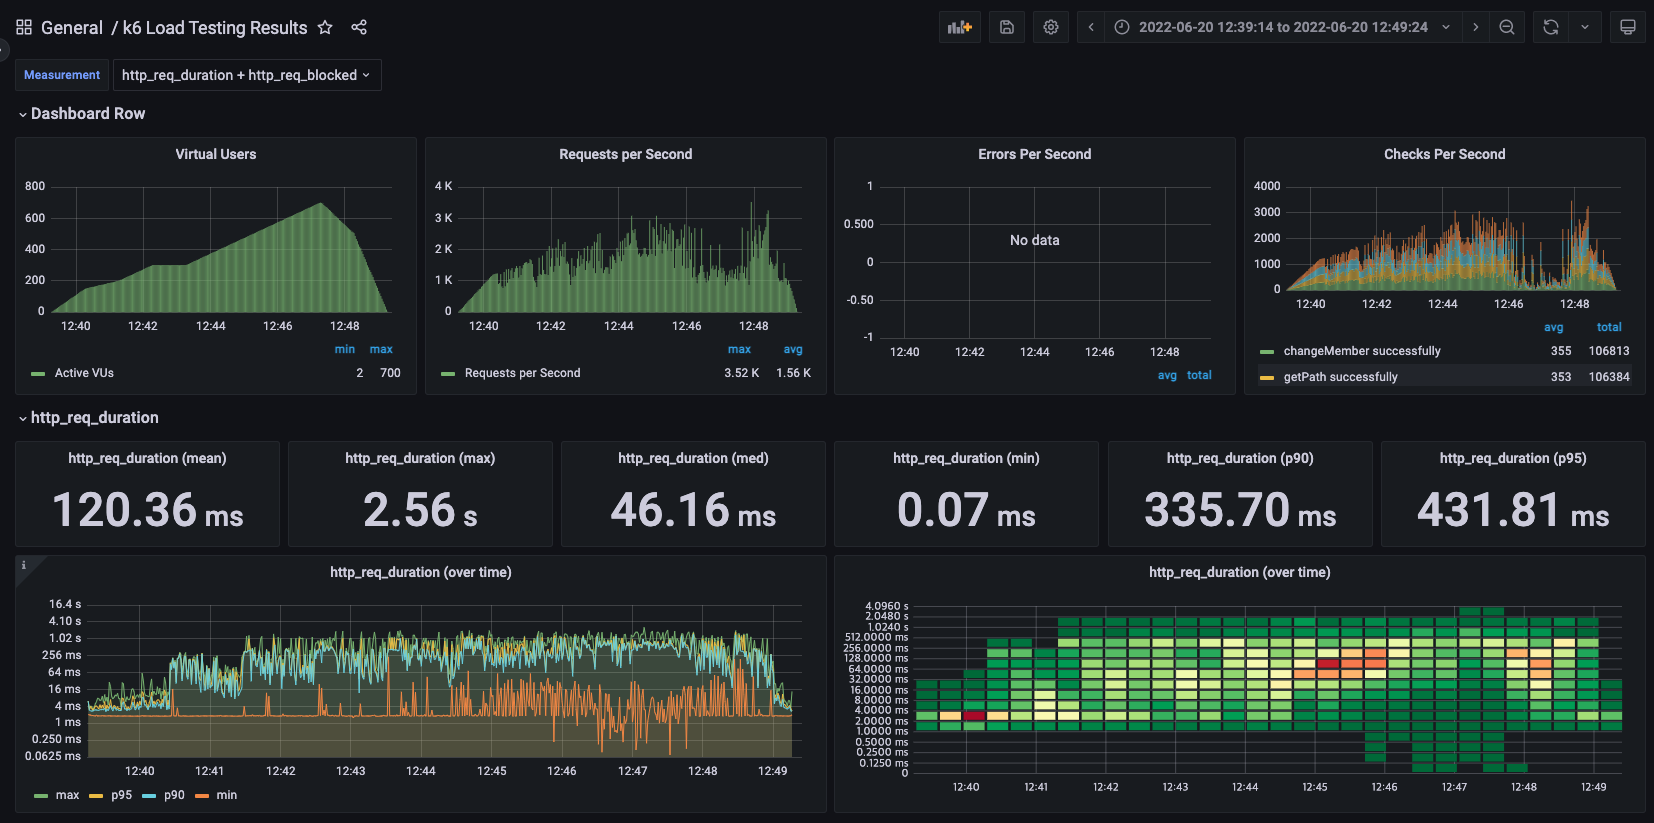 General / k6 Load Testing Results
2022-06-20 12:39:14 to 2022-06-20 12:49:24
Measurement http_req_duration + http_req_blocked
Dashboard Row
Virtual Users
800
600
400
200
0
12:40 12:42 12:44 12:46 12:48
min max
Active VUs 2 700
Requests per Second
4 K
3 K
2 K
1 K
0
12:40 12:42 12:44 12:46 12:48
max avg
Requests per Second 3.52 K 1.56 K
Errors Per Second
1
0.500
0
-0.50
-1
No data
12:40 12:42 12:44 12:46 12:48
avg total
Checks Per Second
4000
3000
2000
1000
0
12:40 12:42 12:44 12:46 12:48
avg total
changeMember successfully 355 106813
getPath successfully 353 106384
http_req_duration
http_req_duration (mean)
120.36 ms
http_req_duration (max)
2.56 s
http_req_duration (med)
46.16 ms
http_req_duration (min)
0.07 ms
http_req_duration (p90)
335.70 ms
http_req_duration (p95)
431.81 ms
i
http_req_duration (over time)
16.4 s
4.10 s
1.02 s
256 ms
64 ms
16 ms
4 ms
1 ms
0.250 ms
0.0625 ms
12:40 12:41 12:42 12:43 12:44 12:45 12:46 12:47 12:48 12:49
max p95 p90 min
http_req_duration (over time)
4.0960 s
2.0480 s
1.0240 s
512.0000 ms
256.0000 ms
128.0000 ms
64.0000 ms
32.0000 ms
16.0000 ms
8.0000 ms
4.0000 ms
2.0000 ms
1.0000 ms
0.5000 ms
0.2500 ms
0.1250 ms
0
12:40 12:41 12:42 12:43 12:44 12:45 12:46 12:47 12:48 12:49